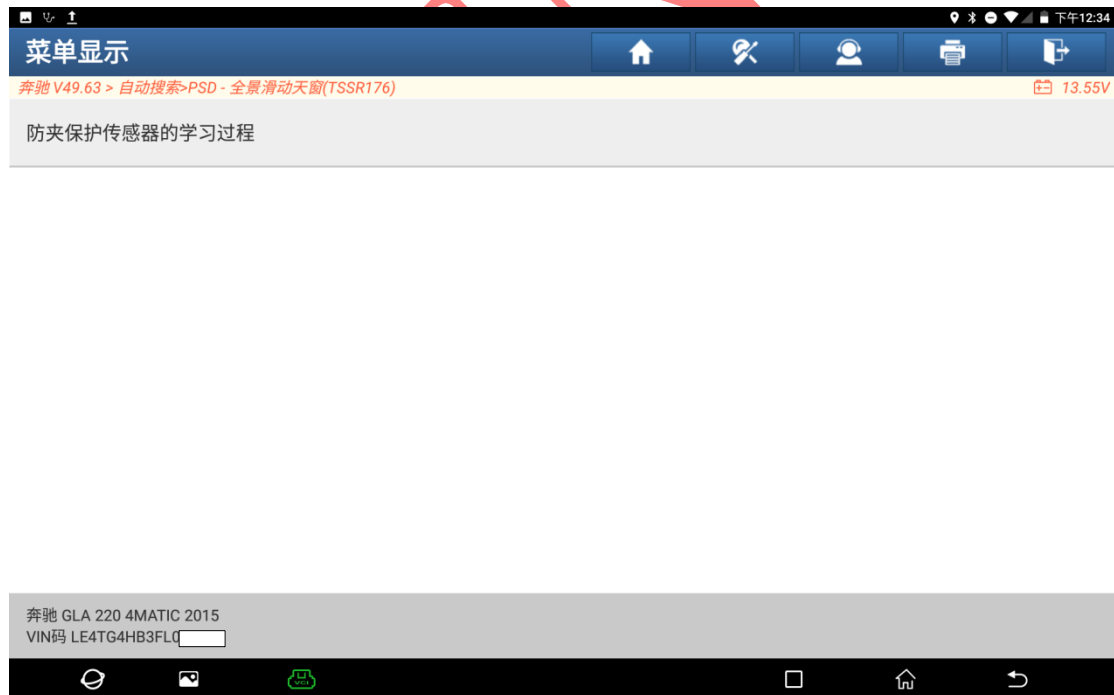 下午12:34
菜单显示
奔驰 V49.63 > 自动搜索>PSD - 全景滑动天窗(TSSR176)
13.55V
防夹保护传感器的学习过程
奔驰 GLA 220 4MATIC 2015
VIN码 LE4TG4HB3FL0
VCI